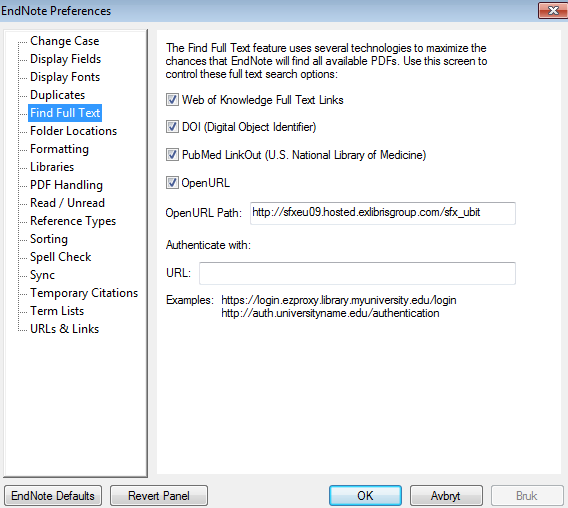 EndNote Preferences
Change Case
Display Fields
Display Fonts
Duplicates
Find Full Text
Folder Locations
Formatting
Libraries
PDF Handling
Read / Unread
Reference Types
Sorting
Spell Check
Sync
Temporary Citations
Term Lists
URLs & Links
The Find Full Text feature uses several technologies to maximize the
chances that EndNote will find all available PDFs. Use this screen to
control these full text search options:
Web of Knowledge Full Text Links
DOI (Digital Object Identifier)
PubMed LinkOut (U.S. National Library of Medicine)
OpenURL
OpenURL Path: http://sfxeu09.hosted.exlibrisgroup.com/sfx_ubit
Authenticate with:
URL:
Examples: https://login.ezproxy.library.myuniversity.edu/login
http://auth.universityname.edu/authentication
EndNote Defaults Revert Panel OK Avbryt Bruk